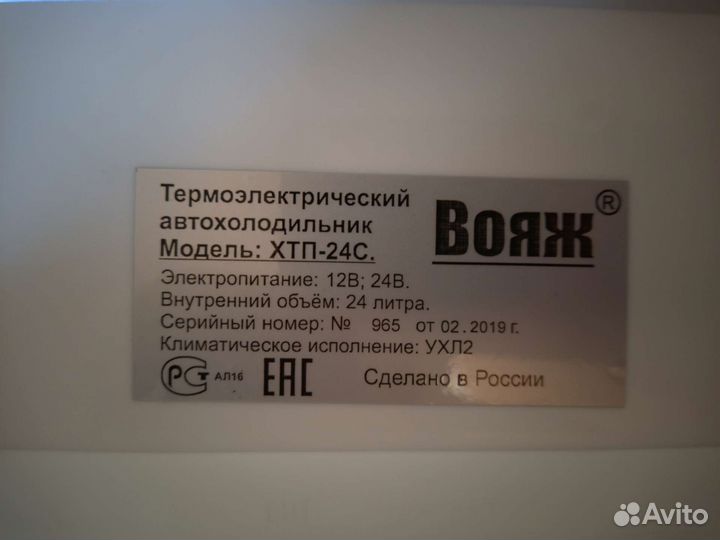 Термоэлектрический
автохолодильник
Модель: ХТП-24С.
Вояж®
Электропитание: 12В; 24В.
Внутренний объём: 24 литра.
Серийный номер: № 965 от 02.2019 г.
Климатическое исполнение: УХЛ2
РСТ АЛ16 ЕАС Сделано в России
Avito